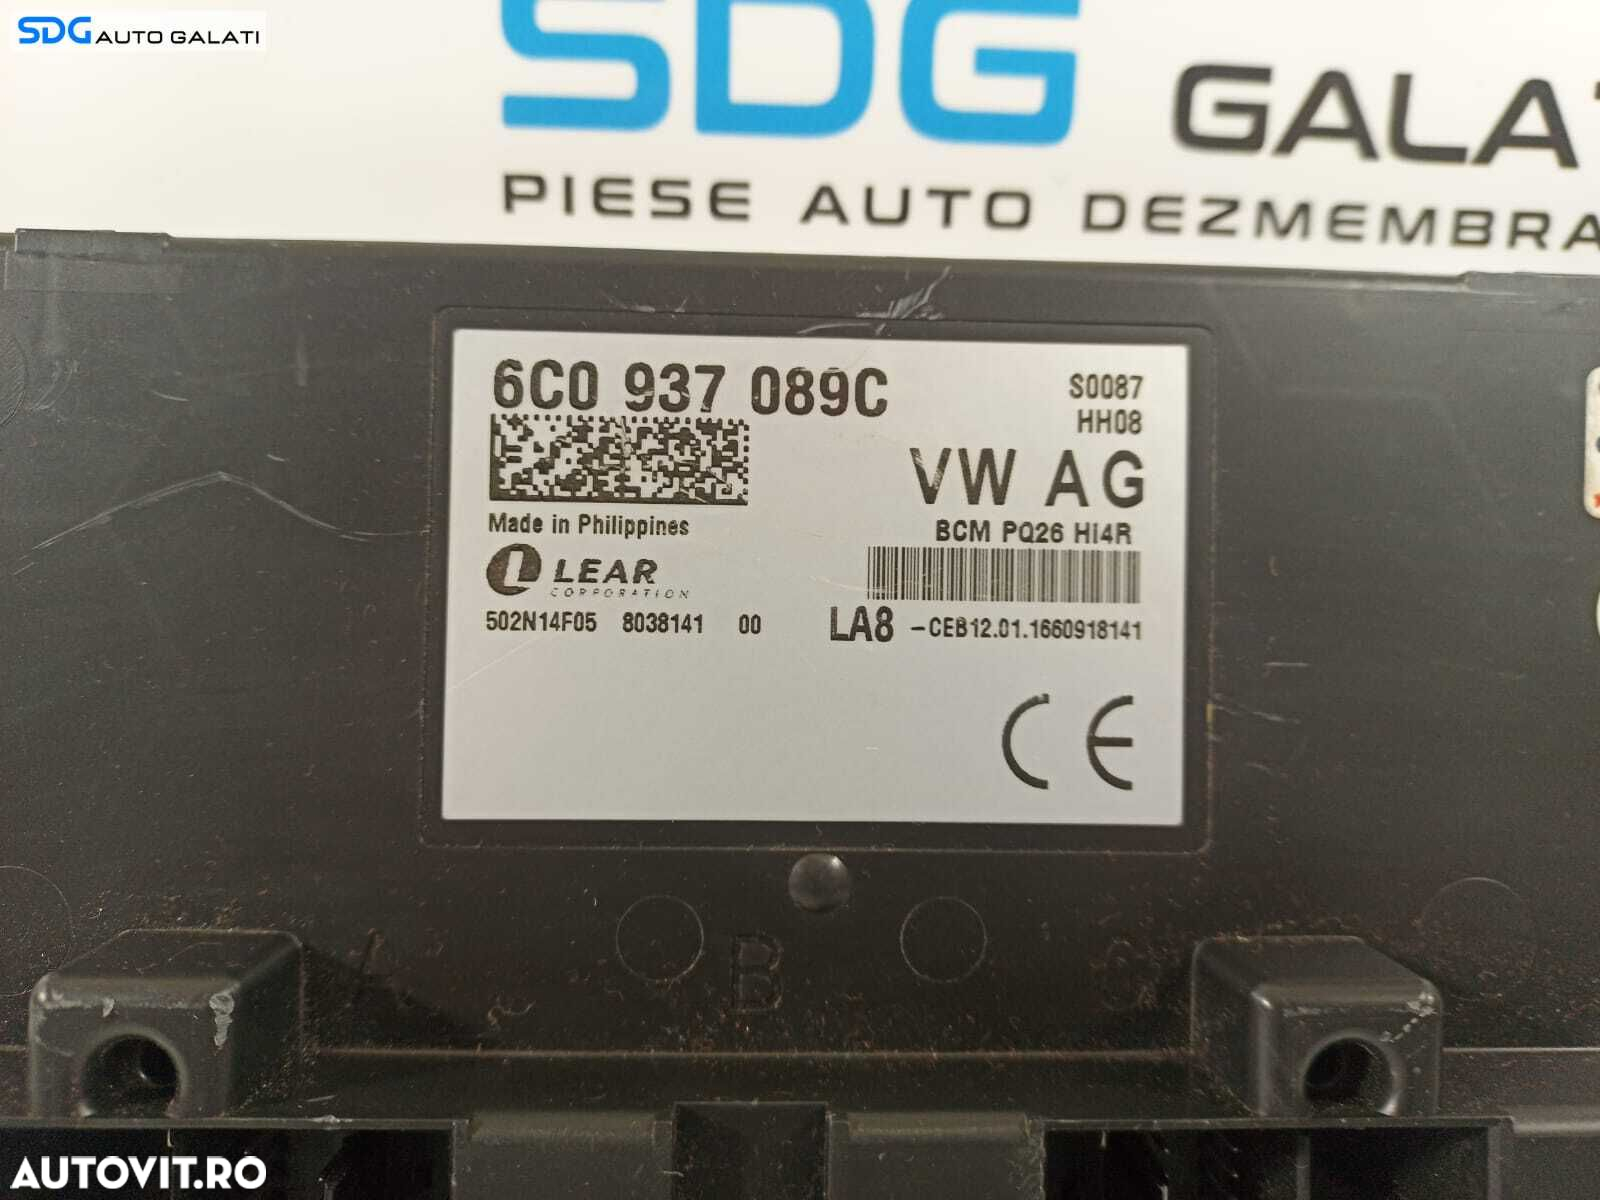 SDG AUTO GALATI
SDG GALAT
PIESE AUTO DEZMEMBRA
6C0 937 089C
S0087
HH08
VW AG
Made in Philippines
BCM PQ26 Hi4R
L LEAR
CORPORATION
502N14F05 8038141 00
LA8 -CEB12.01.1660918141
CE
A B C
AUTOVIT.RO